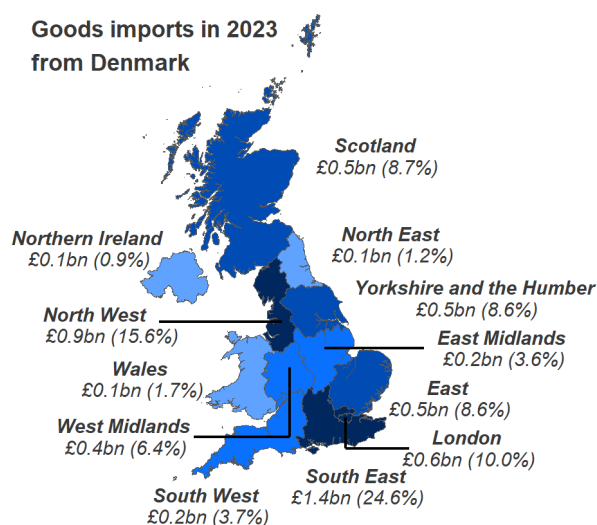 Goods imports in 2023
from Denmark
Scotland
£0.5bn (8.7%)
Northern Ireland
£0.1bn (0.9%)
North East
£0.1bn (1.2%)
Yorkshire and the Humber
£0.5bn (8.6%)
North West
£0.9bn (15.6%)
East Midlands
£0.2bn (3.6%)
Wales
£0.1bn (1.7%)
East
£0.5bn (8.6%)
West Midlands
£0.4bn (6.4%)
London
£0.6bn (10.0%)
South East
£1.4bn (24.6%)
South West
£0.2bn (3.7%)